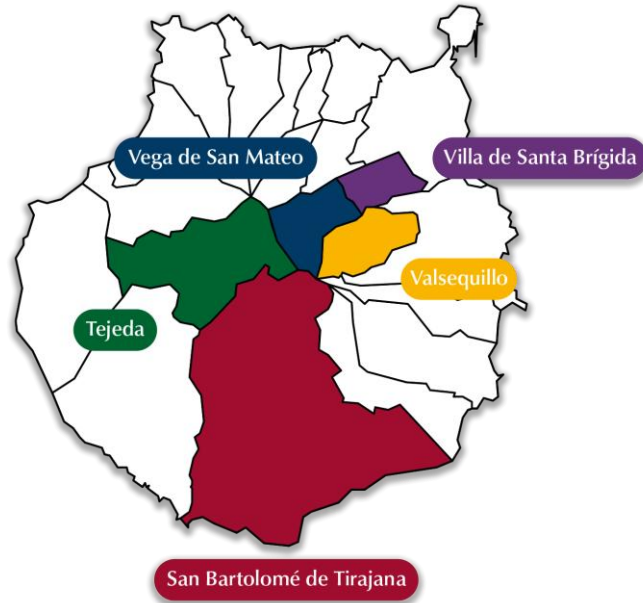 Vega de San Mateo
Villa de Santa Brígida
Valsequillo
Tejeda
San Bartolomé de Tirajana